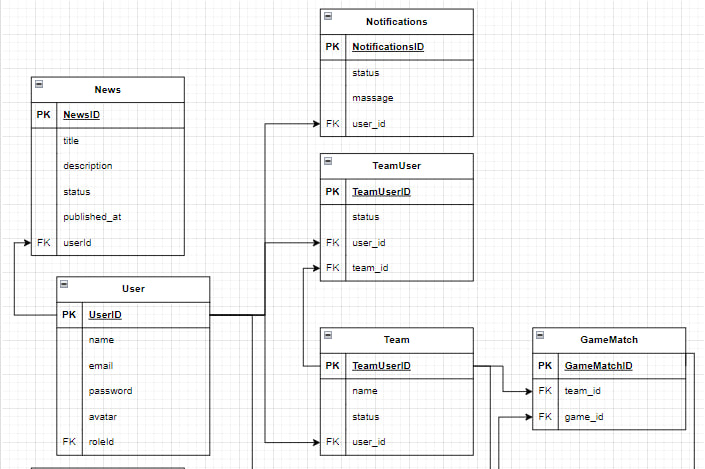 Notifications
PK NotificationsID
status
massage
FK user_id
News
PK NewsID
title
description
status
published_at
FK userId
TeamUser
PK TeamUserID
status
FK user_id
FK team_id
User
PK UserID
name
email
password
avatar
FK roleId
Team
PK TeamUserID
name
status
FK user_id
GameMatch
PK GameMatchID
FK team_id
FK game_id